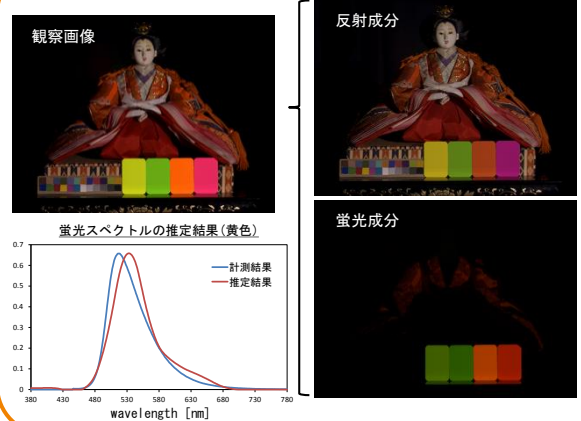 観察画像
反射成分
蛍光成分
蛍光スペクトルの推定結果(黄色)
0.7
0.6
0.5
0.4
0.3
0.2
0.1
0
計測結果
推定結果
380 430 480 530 580 630 680 730 780
wavelength [nm]